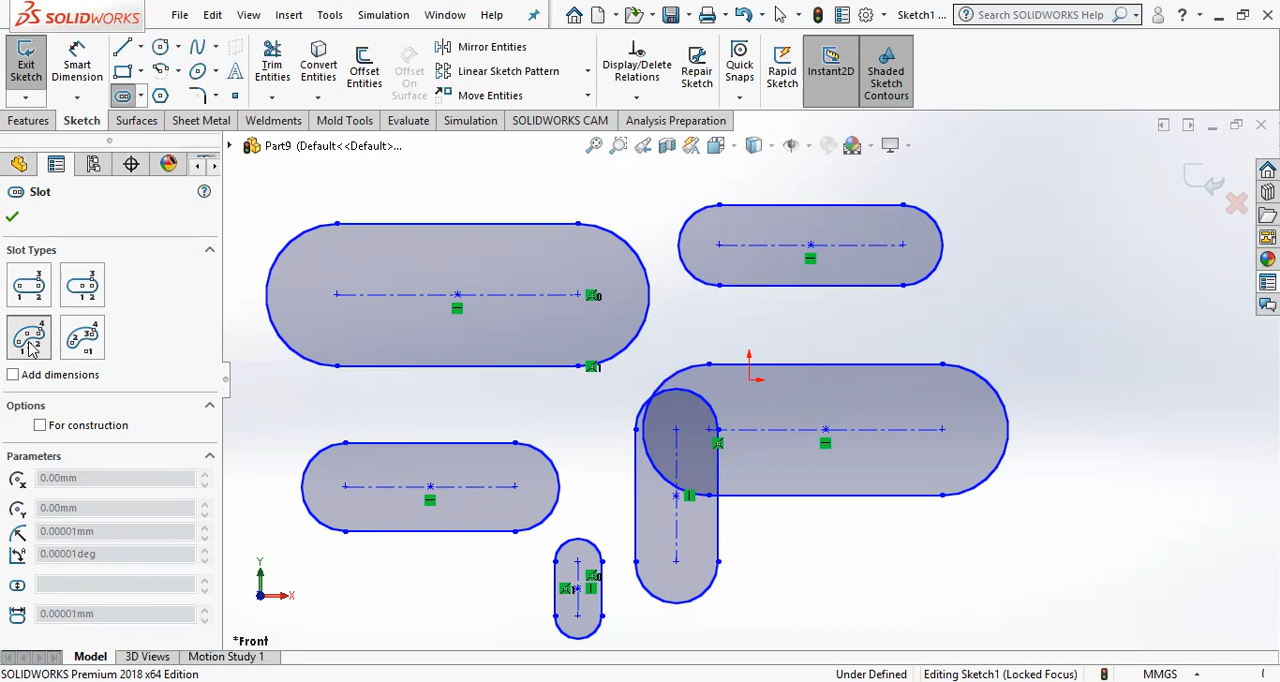 SOLIDWORKS
File Edit View Insert Tools Simulation Window Help
Sketch1 ...
Search SOLIDWORKS Help
?
Exit Sketch
Smart Dimension
Trim Entities
Convert Entities
Offset Entities
Offset On Surface
Mirror Entities
Linear Sketch Pattern
Move Entities
Display/Delete Relations
Repair Sketch
Quick Snaps
Rapid Sketch
Instant2D
Shaded Sketch Contours
Features Sketch Surfaces Sheet Metal Weldments Mold Tools Evaluate Simulation SOLIDWORKS CAM Analysis Preparation
Part9 (Default<<Default>...
Slot
?
Slot Types
Add dimensions
Options
For construction
Parameters
0.00mm
0.00mm
0.00001mm
0.00001deg
0.00001mm
Y
X
*Front
Model 3D Views Motion Study 1
SOLIDWORKS Premium 2018 x64 Edition
Under Defined
Editing Sketch1 (Locked Focus)
MMGS